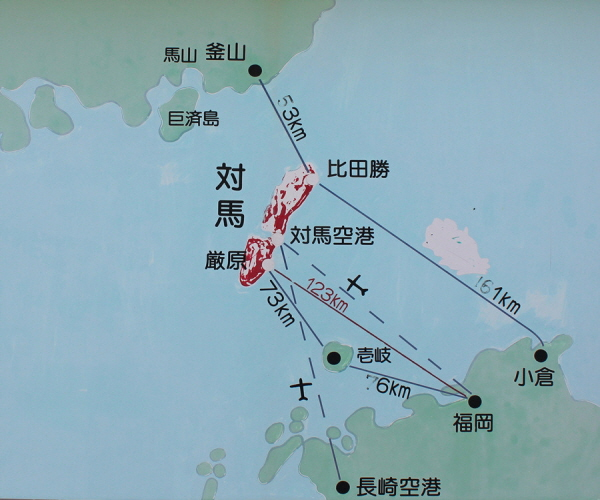 馬山
釜山
53km
巨済島
比田勝
対馬
対馬空港
厳原
161km
123km
73km
壱岐
76km
小倉
福岡
長崎空港